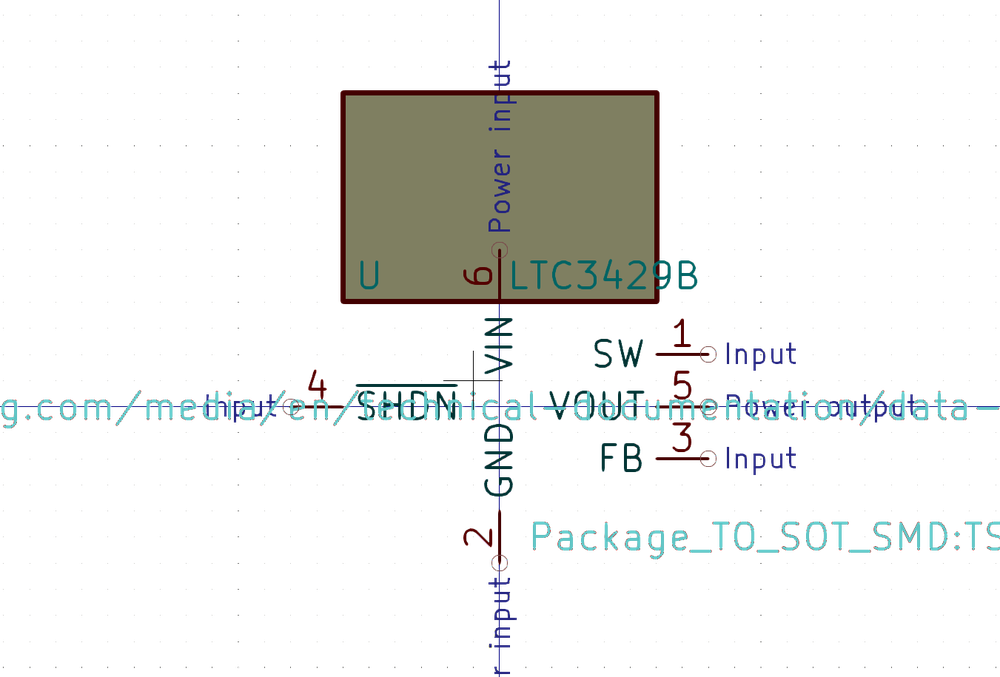 Power input
U
6
LTC3429B
VIN
SW
1
Input
4
SHDN
Input
VOUT
5
Power output
g.com/media/en/technical-documentation/data-
FB
3
Input
GND
2
Package_TO_SOT_SMD:TS
r input